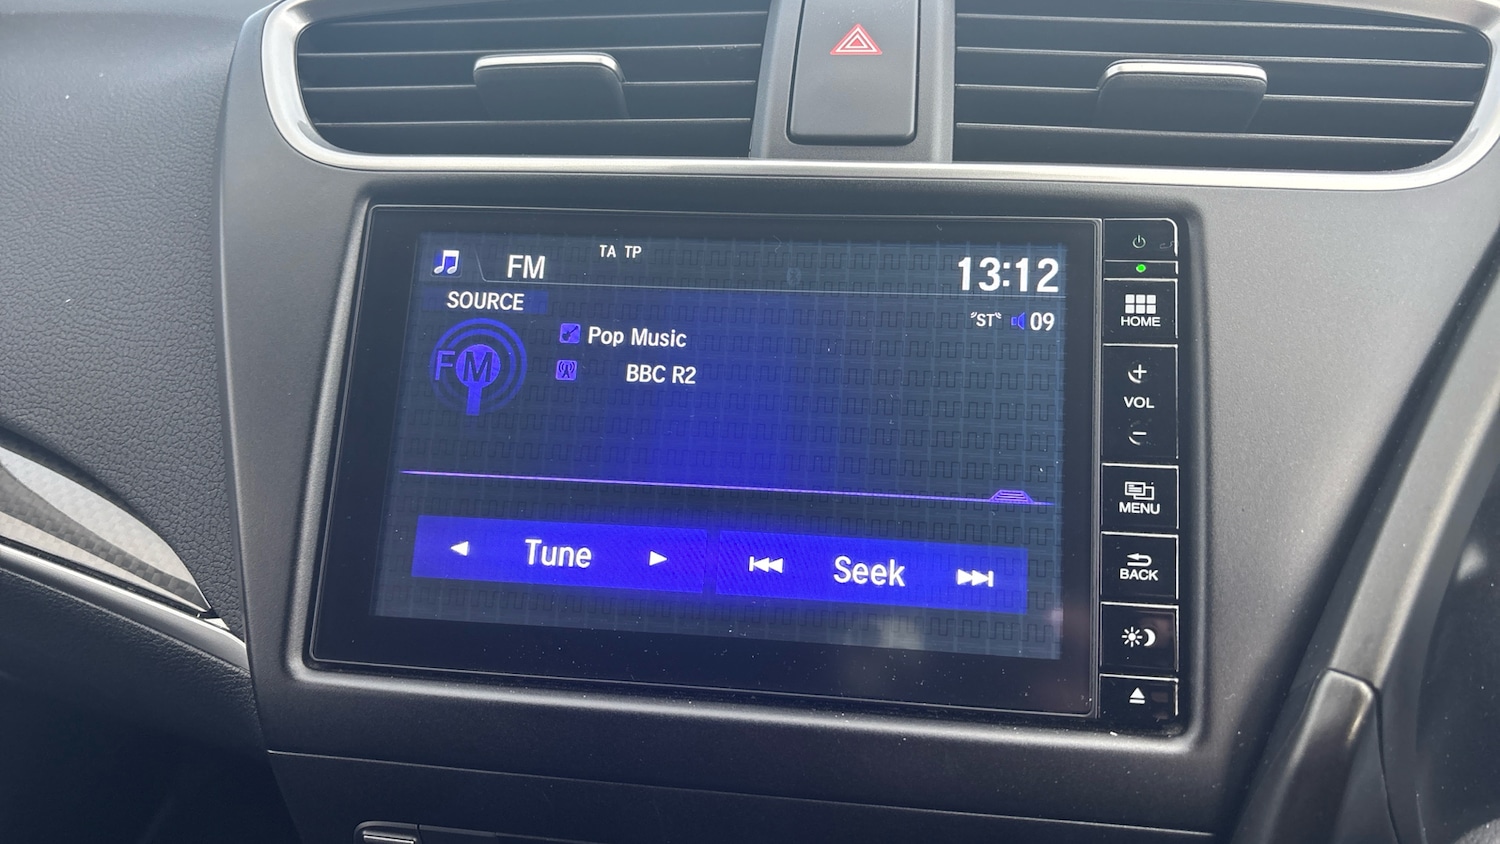 TA TP
FM
13:12
SOURCE
"ST" 09
FM
Pop Music
BBC R2
Tune
Seek
HOME
VOL
MENU
BACK